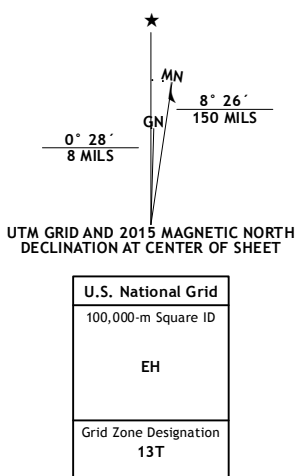 ★
MN
GN
8° 26´
150 MILS
0° 28´
8 MILS
UTM GRID AND 2015 MAGNETIC NORTH
DECLINATION AT CENTER OF SHEET
U.S. National Grid
100,000-m Square ID
EH
Grid Zone Designation
13T